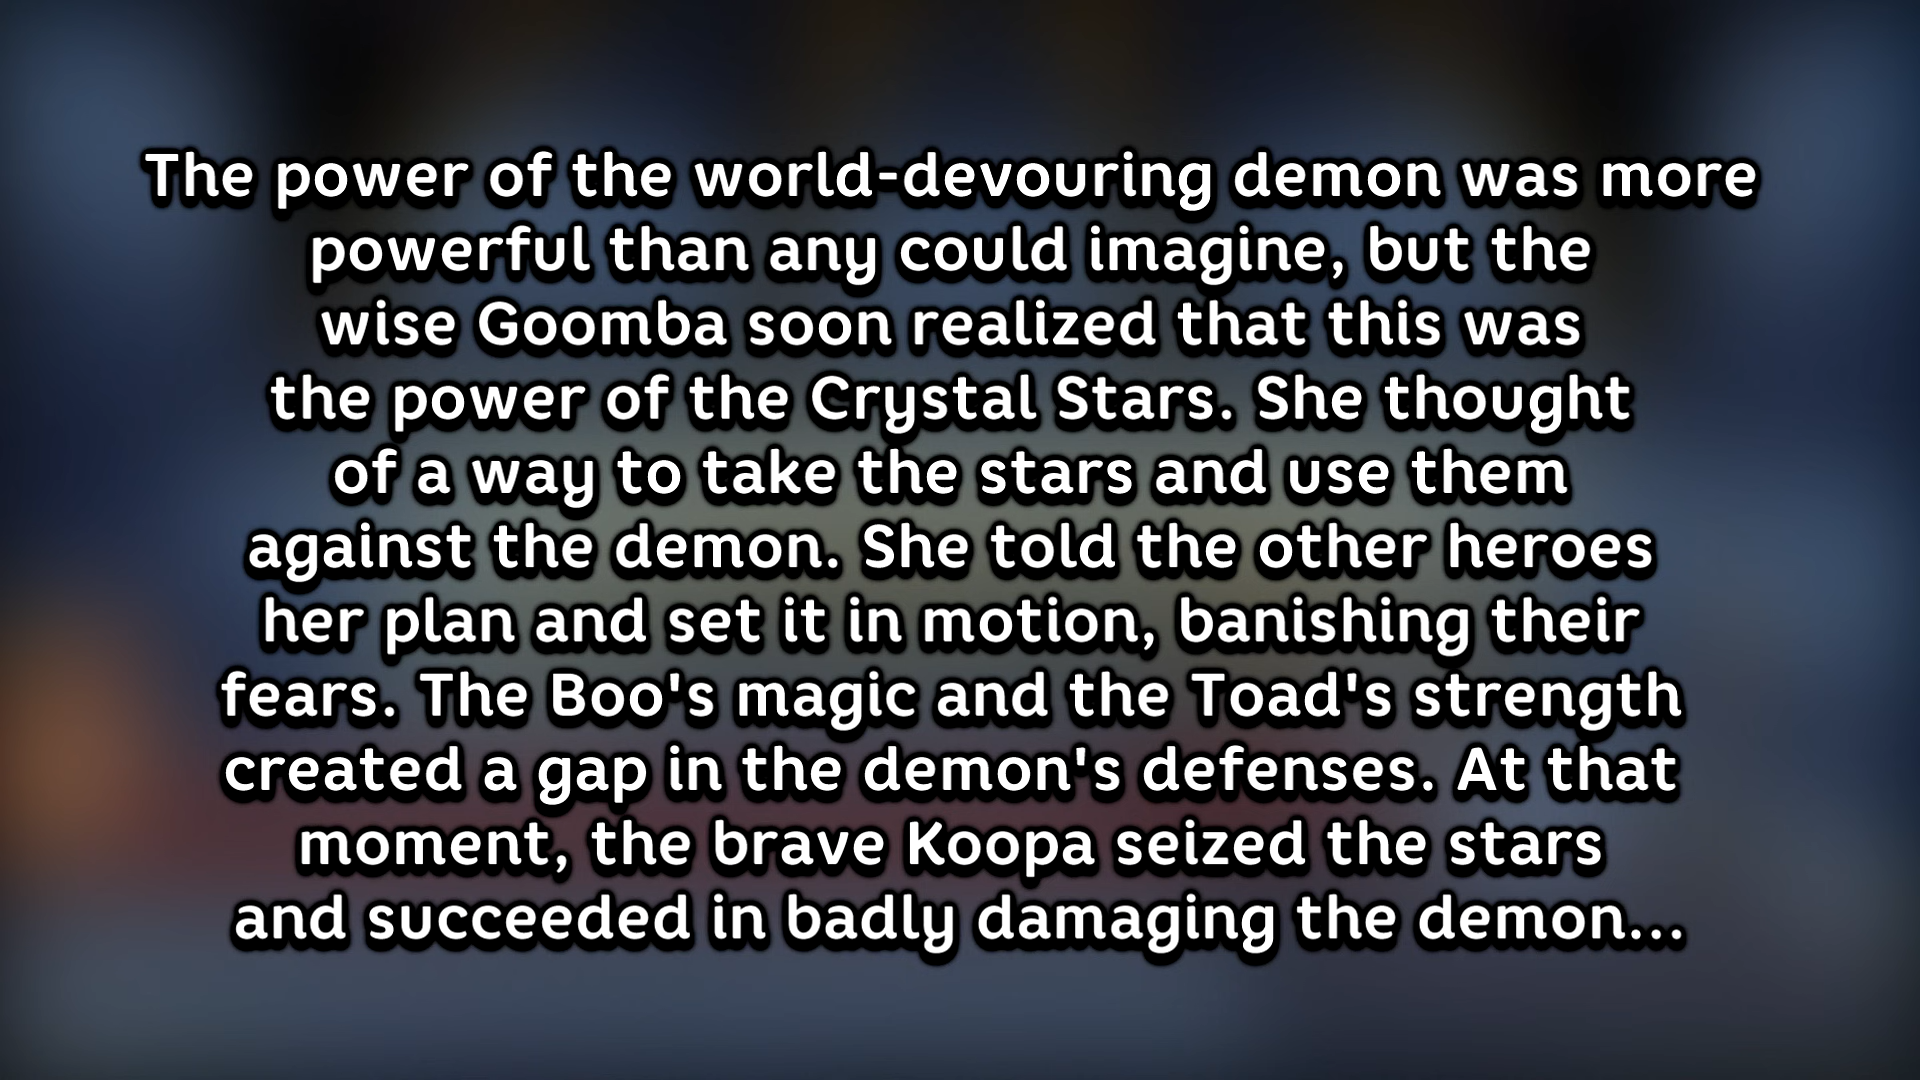 The power of the world-devouring demon was more
powerful than any could imagine, but the
wise Goomba soon realized that this was
the power of the Crystal Stars. She thought
of a way to take the stars and use them
against the demon. She told the other heroes
her plan and set it in motion, banishing their
fears. The Boo's magic and the Toad's strength
created a gap in the demon's defenses. At that
moment, the brave Koopa seized the stars
and succeeded in badly damaging the demon...